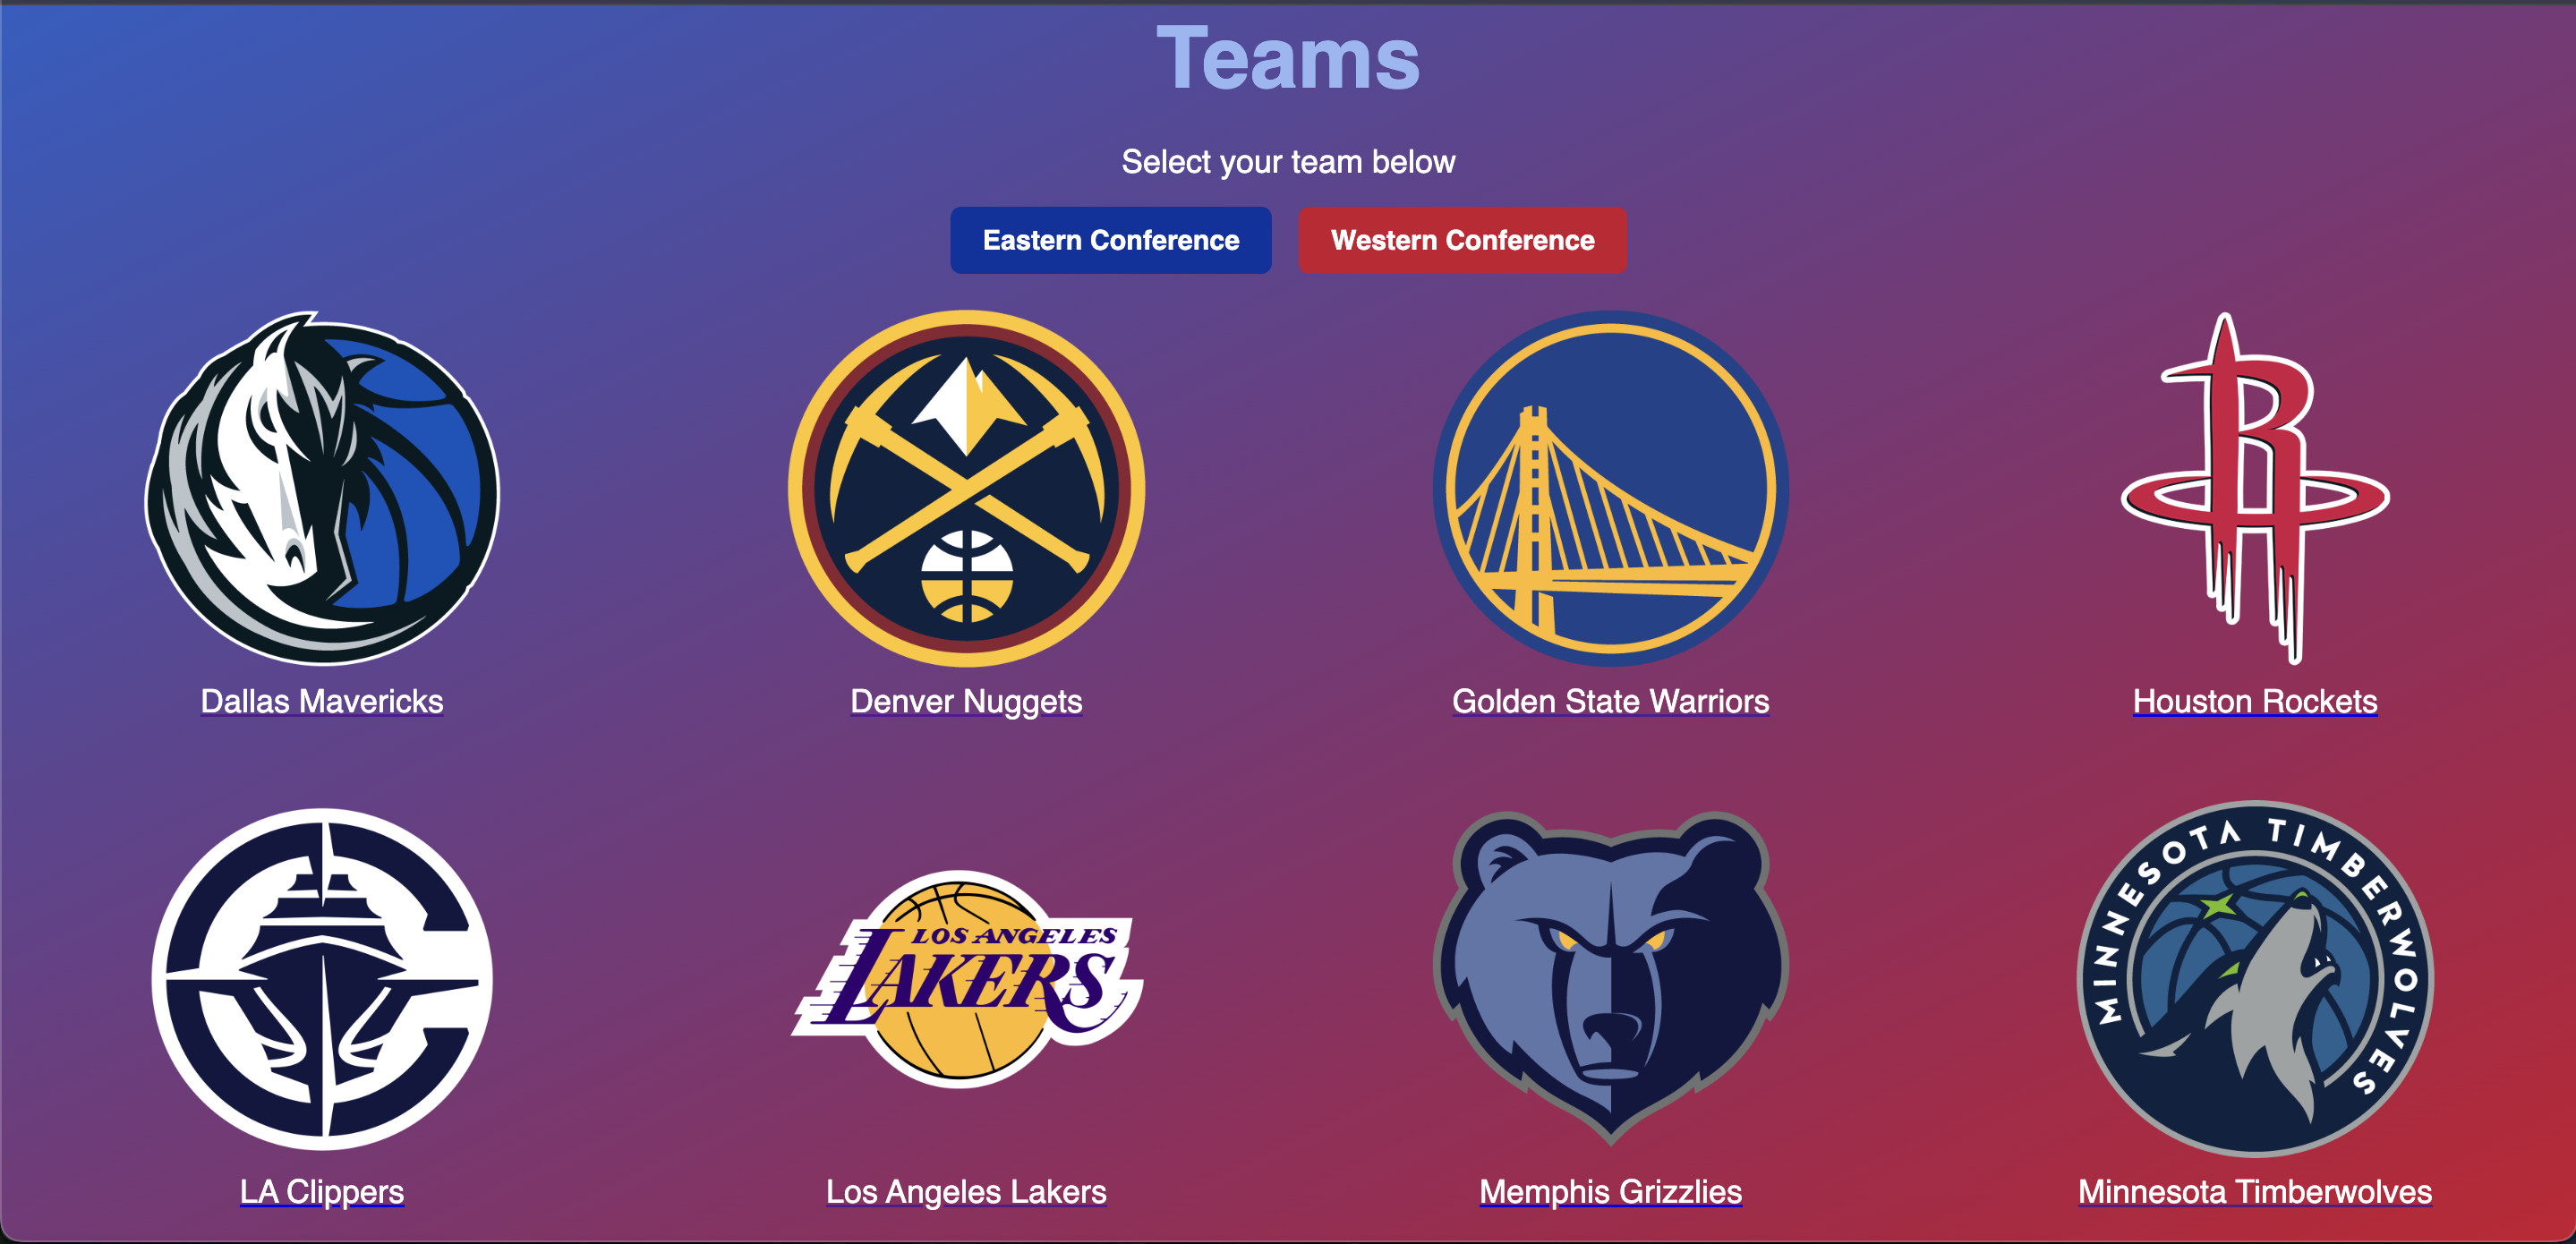 Teams
Select your team below
Eastern Conference
Western Conference
Dallas Mavericks
Denver Nuggets
Golden State Warriors
R
Houston Rockets
LOS ANGELES
LAKERS
MINNESOTA TIMBERWOLVES
LA Clippers
Los Angeles Lakers
Memphis Grizzlies
Minnesota Timberwolves